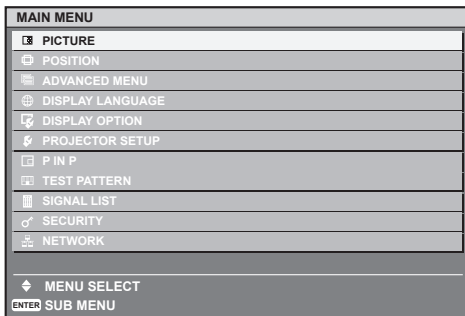 MAIN MENU
PICTURE
POSITION
ADVANCED MENU
DISPLAY LANGUAGE
DISPLAY OPTION
PROJECTOR SETUP
P IN P
TEST PATTERN
SIGNAL LIST
SECURITY
NETWORK
MENU SELECT
ENTER SUB MENU